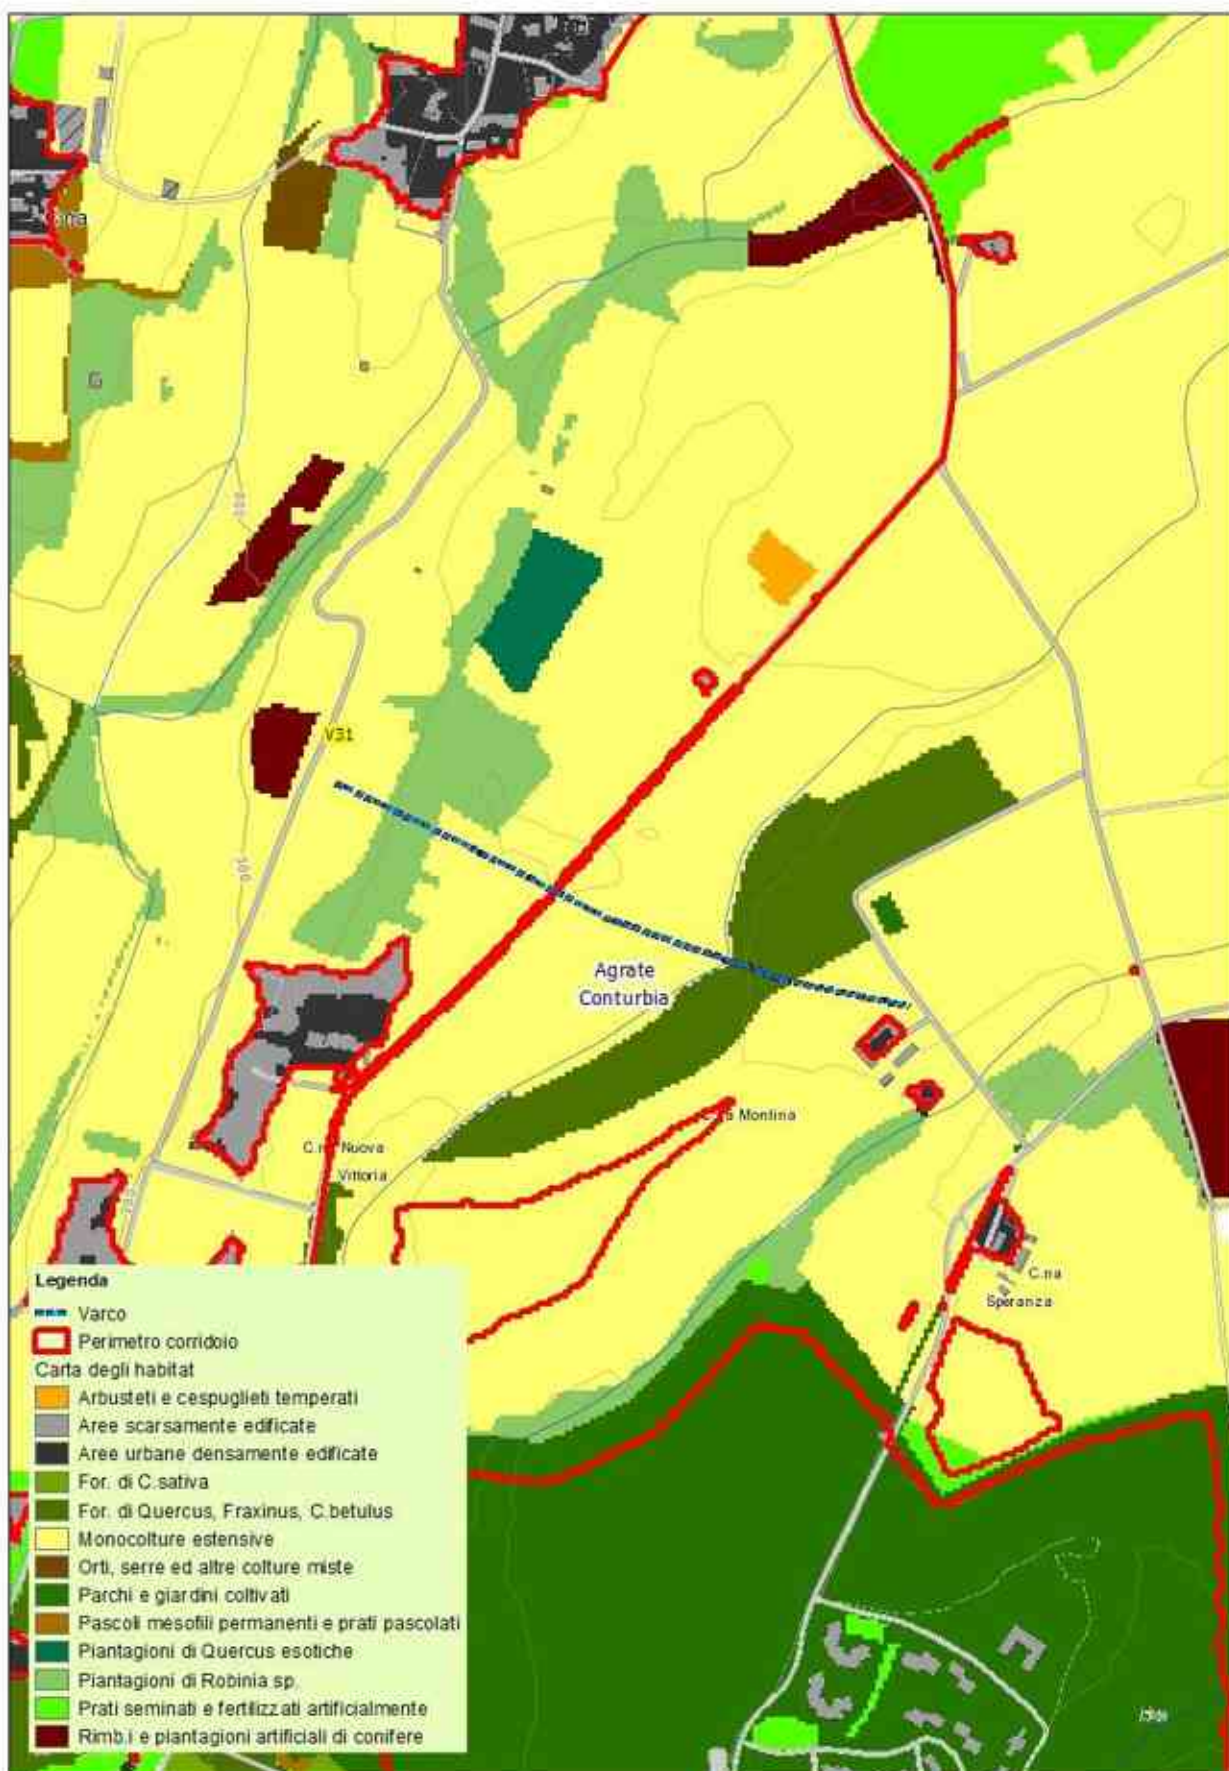 V31
300
300
Agrate
Conturbia
Montina
C.na Nuova
Vittoria
C.na
Speranza
Legenda
Varco
Perimetro corridoio
Carta degli habitat
Arbusteti e cespuglieti temperati
Aree scarsamente edificate
Aree urbane densamente edificate
For. di C.sativa
For. di Quercus, Fraxinus, C.betulus
Monocolture estensive
Orti, serre ed altre colture miste
Parchi e giardini coltivati
Pascoli mesofili permanenti e prati pascolati
Piantagioni di Quercus esotiche
Piantagioni di Robinia sp.
Prati seminati e fertilizzati artificialmente
Rimb.i e piantagioni artificiali di conifere